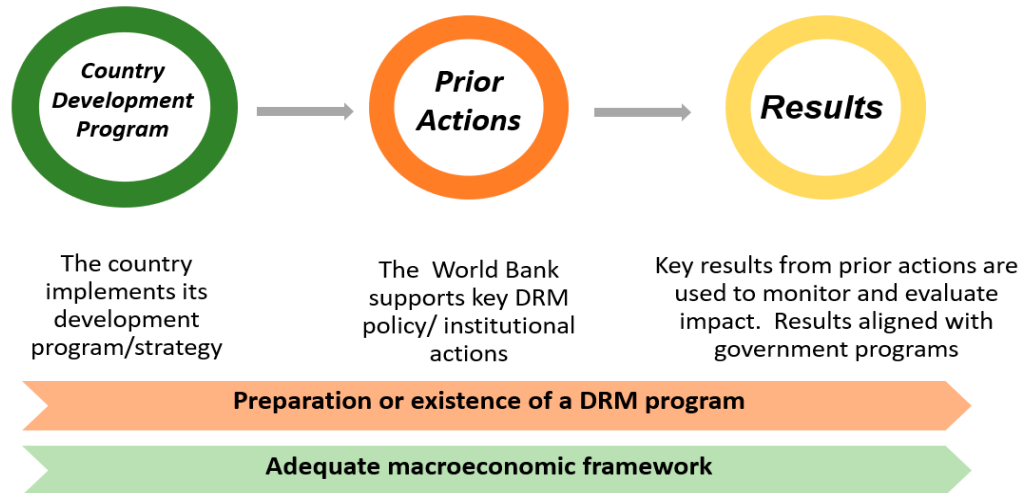 Country
Development
Program
Prior
Actions
Results
The country
implements its
development
program/strategy
The World Bank
supports key DRM
policy/ institutional
actions
Key results from prior actions are
used to monitor and evaluate
impact. Results aligned with
government programs
Preparation or existence of a DRM program
Adequate macroeconomic framework